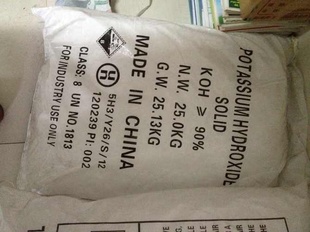 POTASSIUM HYDROXIDE
SOLID
KOH ≥ 90%
N.W. 25.0KG
G.W. 25.13KG
MADE IN CHINA
5H3/Y26/S/12
120239 PI: 002
CLASS: 8 UN NO.1813
FOR INDUSTRY USE ONLY